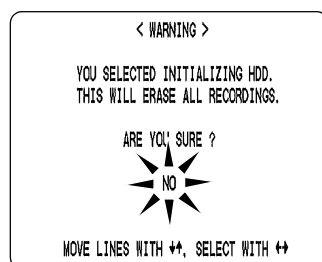 < WARNING >
YOU SELECTED INITIALIZING HDD.
THIS WILL ERASE ALL RECORDINGS.
ARE YOU SURE ?
NO
MOVE LINES WITH ↓↑, SELECT WITH ↔